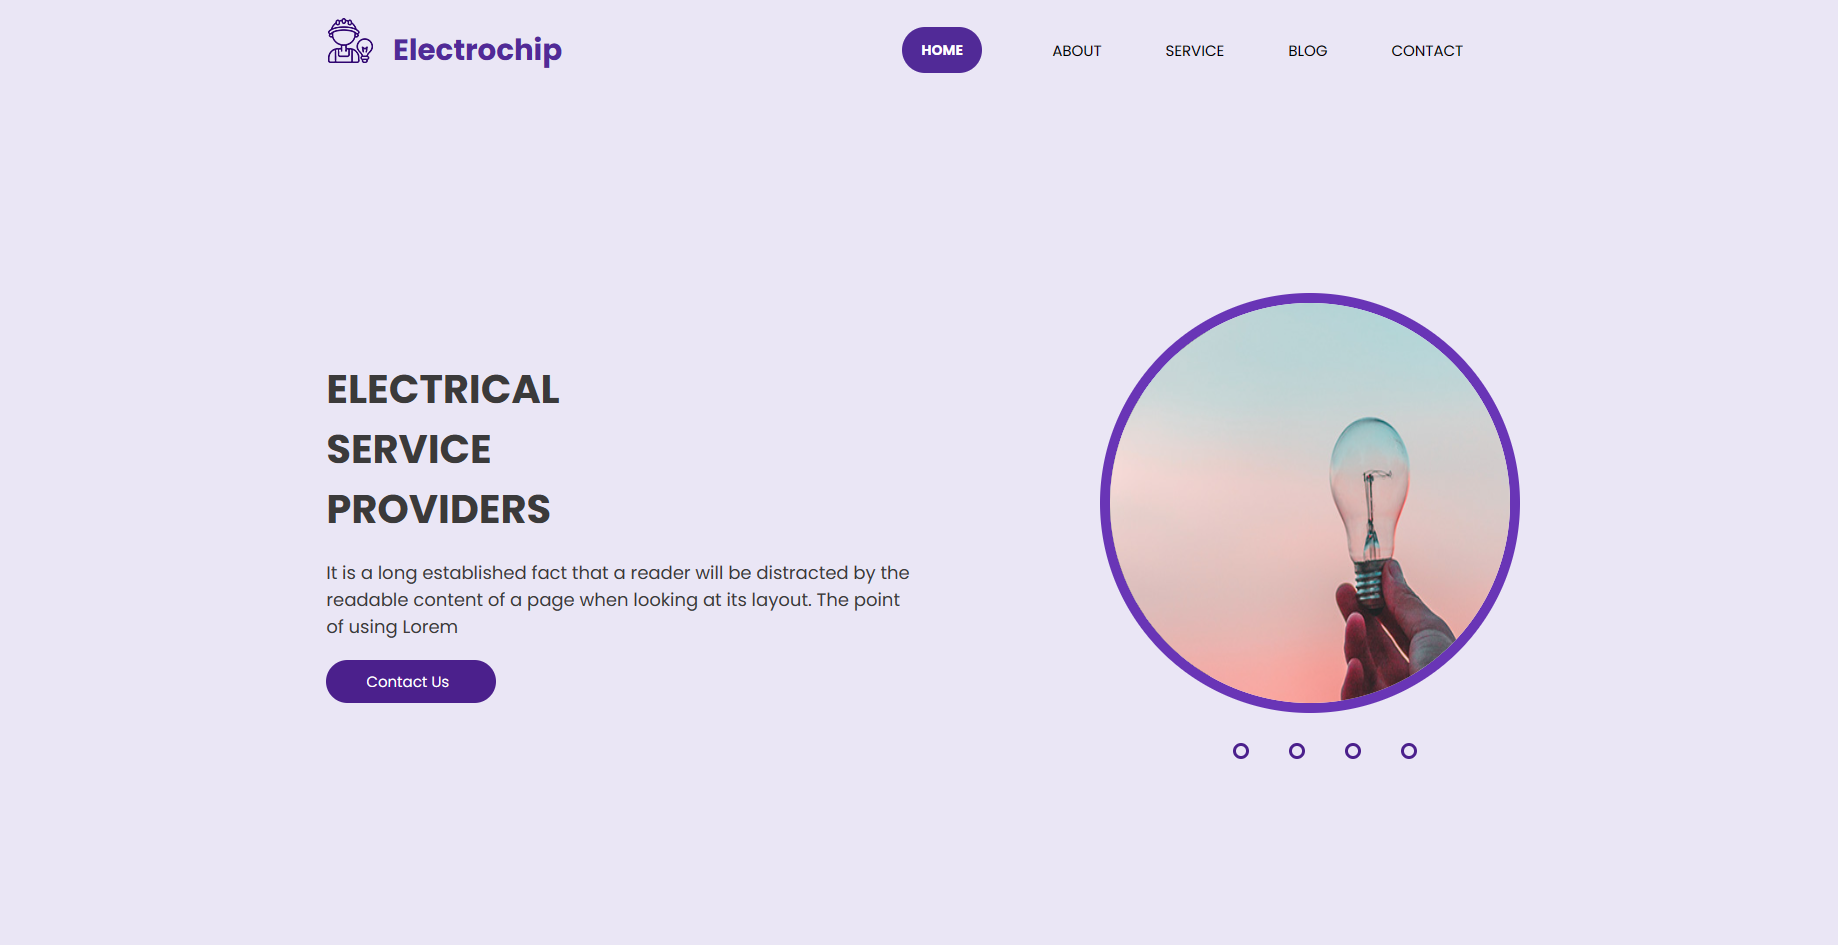 Electrochip
HOME ABOUT SERVICE BLOG CONTACT
ELECTRICAL
SERVICE
PROVIDERS
It is a long established fact that a reader will be distracted by the
readable content of a page when looking at its layout. The point
of using Lorem
Contact Us